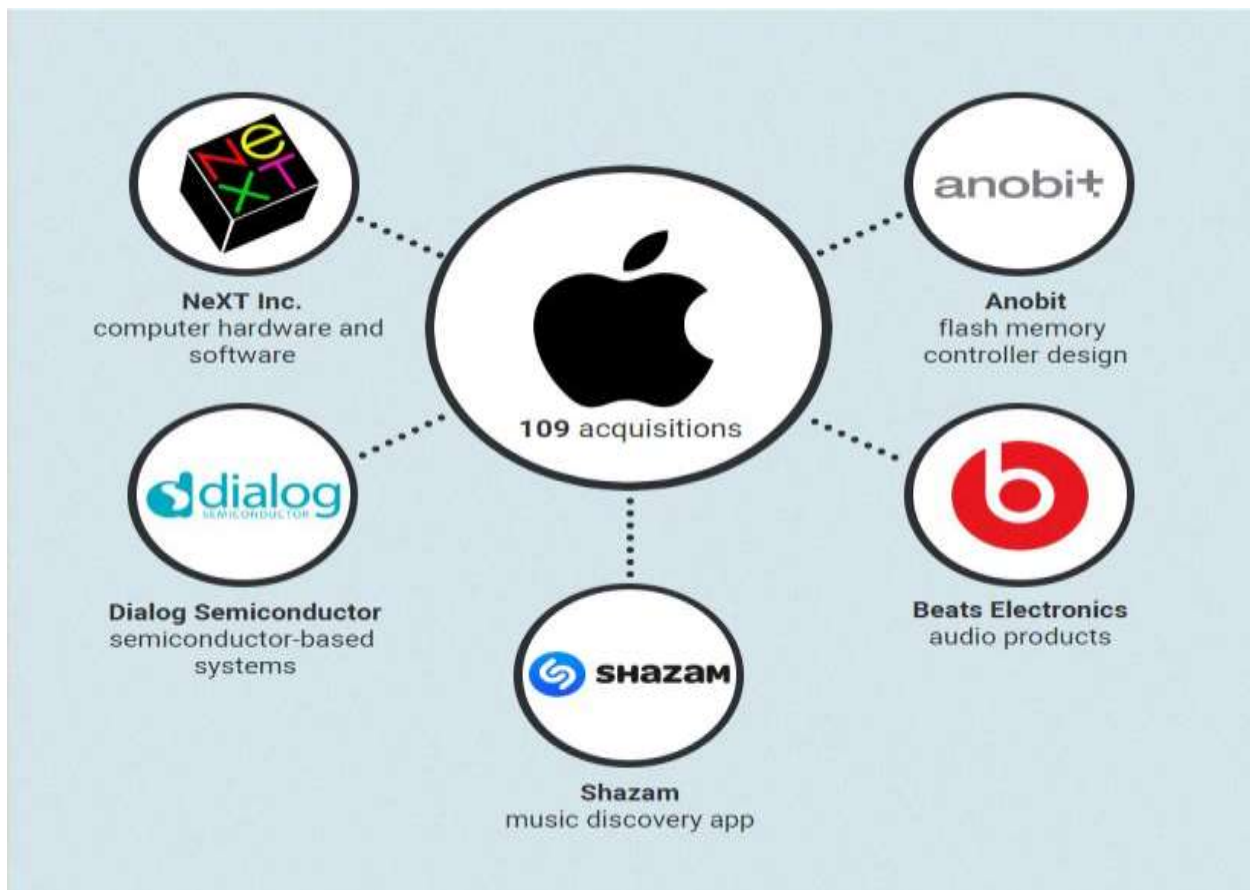 NeXT
NeXT Inc.
computer hardware and
software
anobit
Anobit
flash memory
controller design
109 acquisitions
dialog
SEMICONDUCTOR
Dialog Semiconductor
semiconductor-based
systems
b
Beats Electronics
audio products
SHAZAM
Shazam
music discovery app